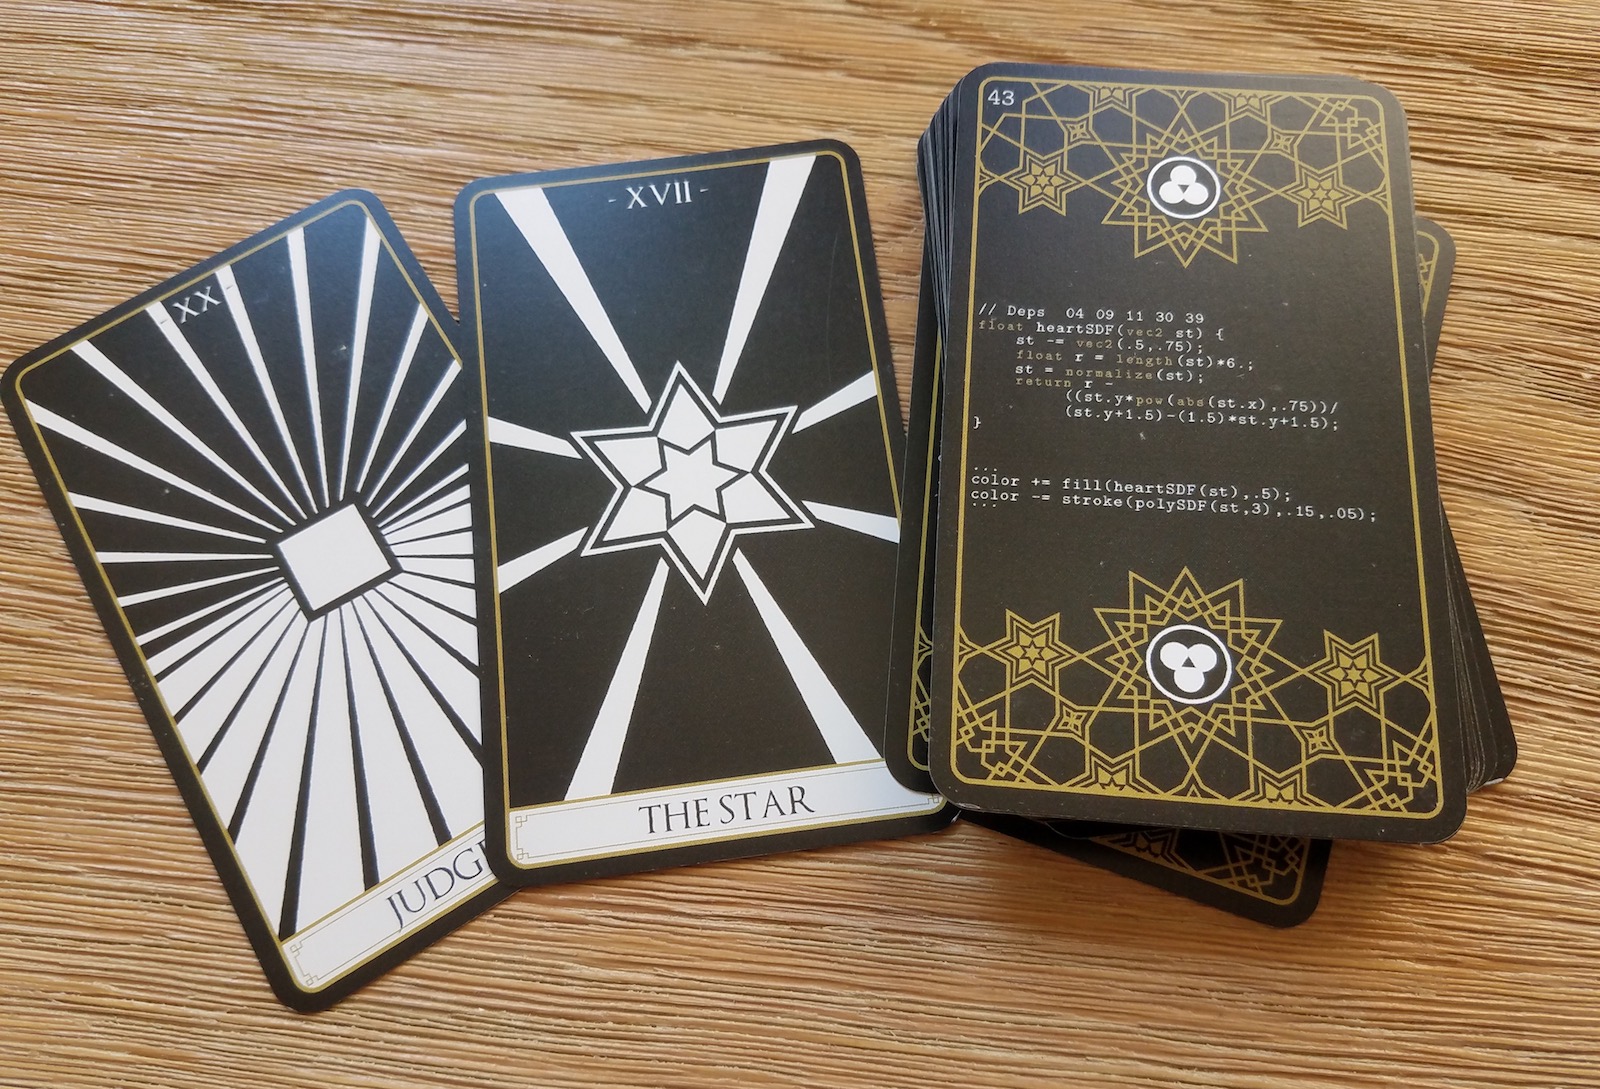 - XX -
JUDGE
- XVII -
THE STAR
43
// Deps 04 09 11 30 39
float heartSDF(vec2 st) {
st -= vec2(.5,.75);
float r = length(st)*6.;
st = normalize(st);
return r -
((st.y*pow(abs(st.x),.75))/
(st.y+1.5)-(1.5)*st.y+1.5);
}
...
color += fill(heartSDF(st),.5);
color -= stroke(polySDF(st,3),.15,.05);
...